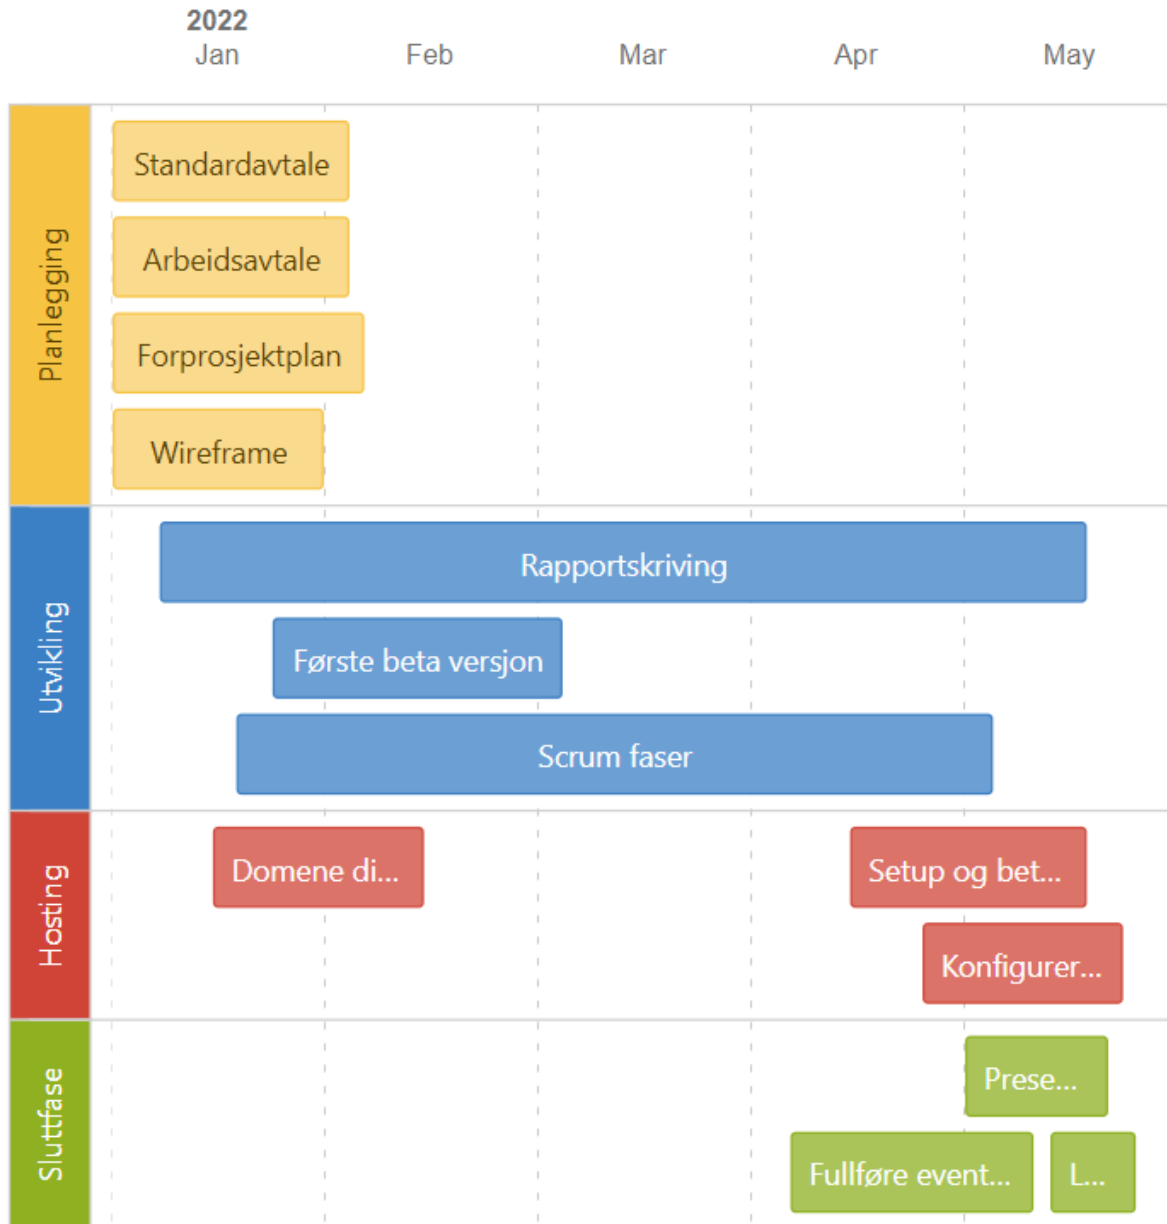 2022
Jan Feb Mar Apr May
Planlegging
Standardavtale
Arbeidsavtale
Forprosjektplan
Wireframe
Utvikling
Rapportskriving
Første beta versjon
Scrum faser
Hosting
Domene di... Setup og bet...
Konfigurer...
Sluttfase
Prese...
Fullføre event... L...